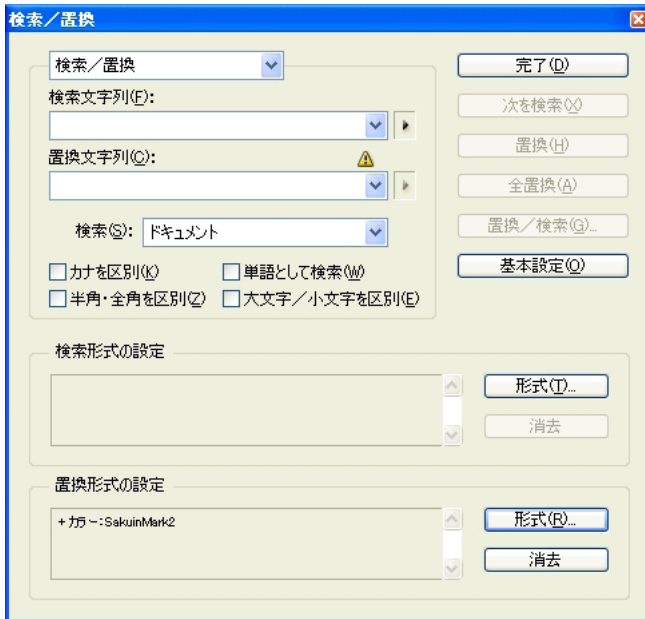 検索／置換
検索／置換
完了(D)
検索文字列(F):
次を検索(X)
置換(H)
置換文字列(C):
全置換(A)
検索(S): ドキュメント
置換／検索(G)...
カナを区別(K) 単語として検索(W)
基本設定(O)
半角・全角を区別(Z) 大文字／小文字を区別(E)
検索形式の設定
形式(T)...
消去
置換形式の設定
+ カラー:SakuinMark2
形式(R)...
消去